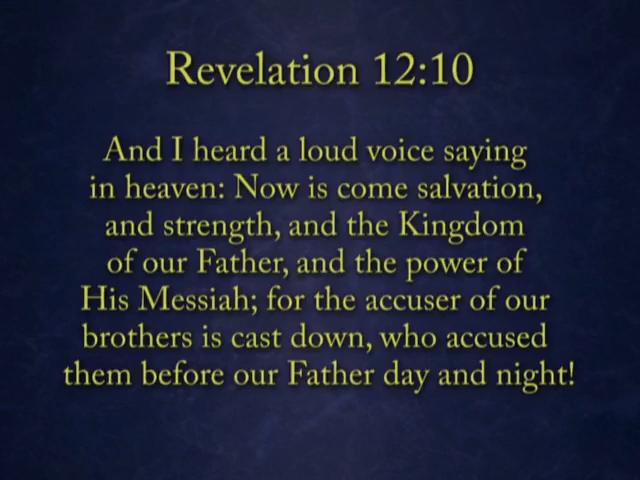 Revelation 12:10
And I heard a loud voice saying
in heaven: Now is come salvation,
and strength, and the Kingdom
of our Father, and the power of
His Messiah; for the accuser of our
brothers is cast down, who accused
them before our Father day and night!